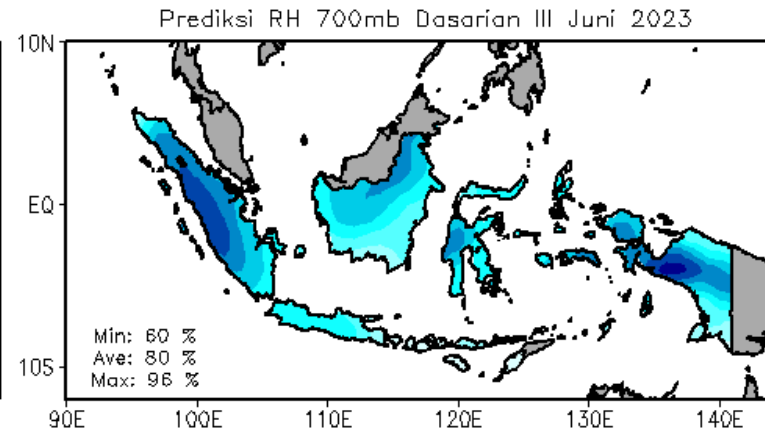 Prediksi RH 700mb Dasarian III Juni 2023
10N
EQ
10S
Min: 60 %
Ave: 80 %
Max: 96 %
90E 100E 110E 120E 130E 140E